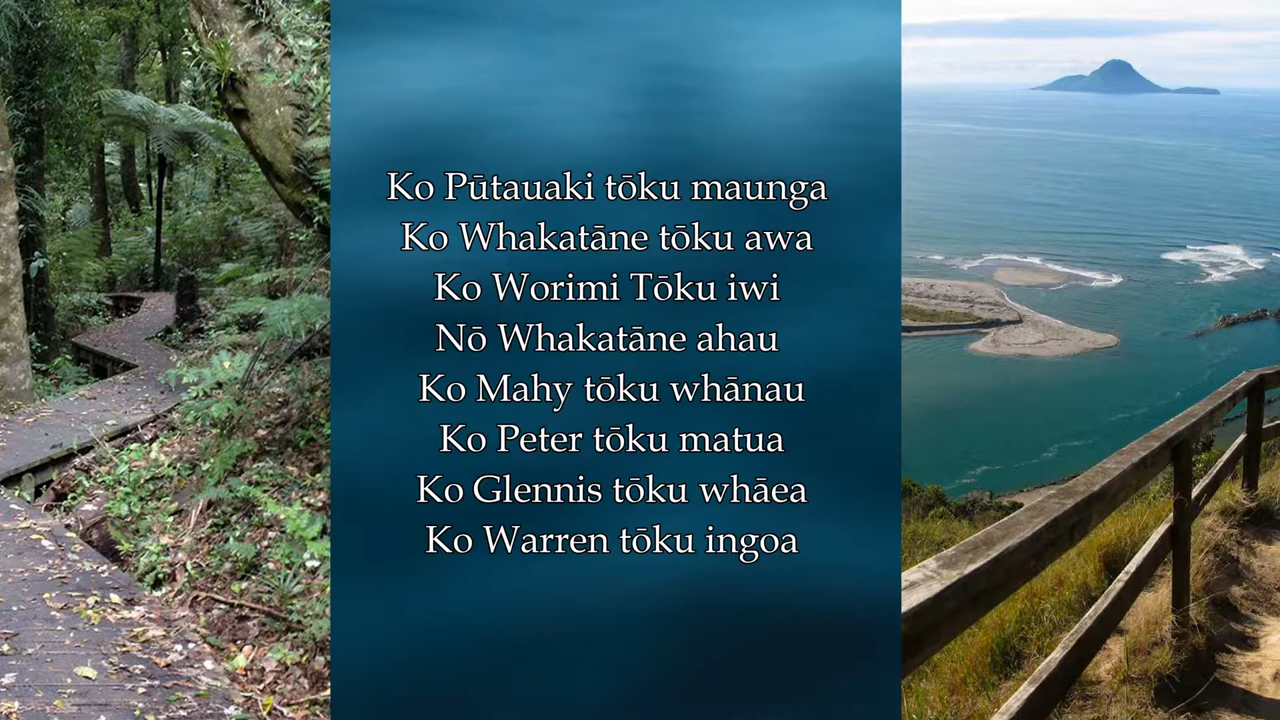 Ko Pūtauaki tōku maunga
Ko Whakatāne tōku awa
Ko Worimi Tōku iwi
Nō Whakatāne ahau
Ko Mahy tōku whānau
Ko Peter tōku matua
Ko Glennis tōku whāea
Ko Warren tōku ingoa